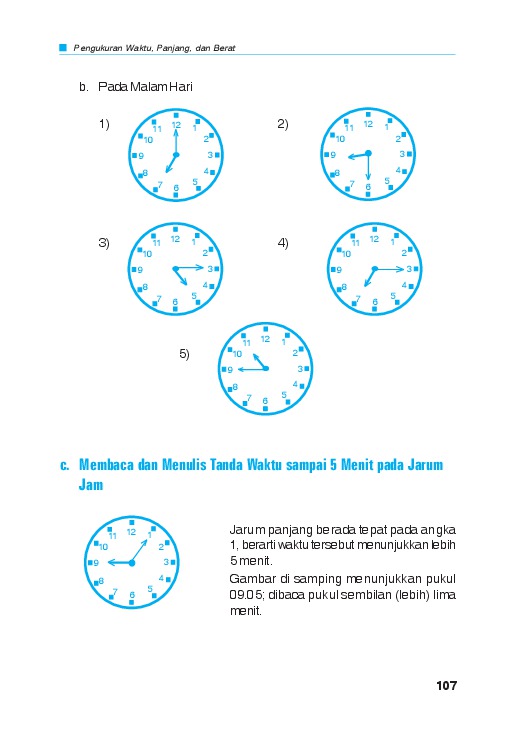 Pengukuran Waktu, Panjang, dan Berat
b. Pada Malam Hari
1)
12 1 2 3 4 5 6 7 8 9 10 11
2)
12 1 2 3 4 5 6 7 8 9 10 11
3)
12 1 2 3 4 5 6 7 8 9 10 11
4)
12 1 2 3 4 5 6 7 8 9 10 11
5)
12 1 2 3 4 5 6 7 8 9 10 11
c. Membaca dan Menulis Tanda Waktu sampai 5 Menit pada Jarum
Jam
12 1 2 3 4 5 6 7 8 9 10 11
Jarum panjang berada tepat pada angka
1, berarti waktu tersebut menunjukkan lebih
5 menit.
Gambar di samping menunjukkan pukul
09.05; dibaca pukul sembilan (lebih) lima
menit.
107